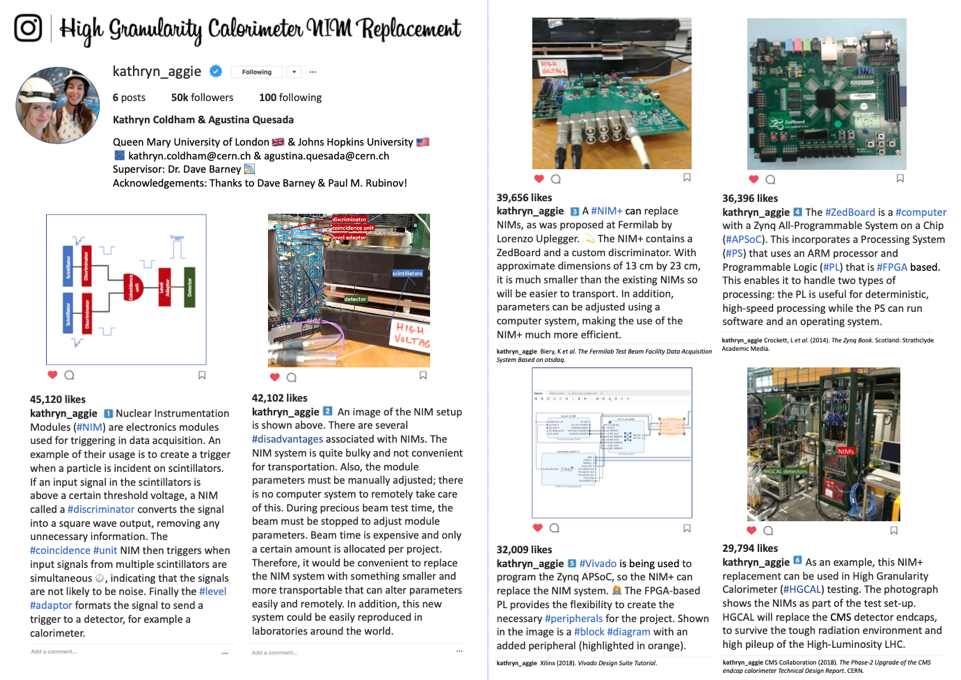 High Granularity Calorimeter NIM Replacement
kathryn_aggie
Following
6 posts 50k followers 100 following
Kathryn Coldham & Agustina Quesada
Queen Mary University of London 🇬🇧 & Johns Hopkins University 🇺🇸
kathryn.coldham@cern.ch & agustina.quesada@cern.ch
Supervisor: Dr. Dave Barney
Acknowledgements: Thanks to Dave Barney & Paul M. Rubinov!
Scintillator
Discriminator
Scintillator
Discriminator
Coincidence unit
Level Adaptor
Detector
45,120 likes
kathryn_aggie 1 Nuclear Instrumentation
Modules (#NIM) are electronics modules
used for triggering in data acquisition. An
example of their usage is to create a trigger
when a particle is incident on scintillators.
If an input signal in the scintillators is
above a certain threshold voltage, a NIM
called a #discriminator converts the signal
into a square wave output, removing any
unnecessary information. The
#coincidence #unit NIM then triggers when
input signals from multiple scintillators are
simultaneous, indicating that the signals
are not likely to be noise. Finally the #level
#adaptor formats the signal to send a
trigger to a detector, for example a
calorimeter.
Add a comment...
discriminator
coincidence unit
level adaptor
scintillators
detector
HIGH
VOLTAG
42,102 likes
kathryn_aggie 2 An image of the NIM setup
is shown above. There are several
#disadvantages associated with NIMs. The
NIM system is quite bulky and not convenient
for transportation. Also, the module
parameters must be manually adjusted; there
is no computer system to remotely take care
of this. During precious beam test time, the
beam must be stopped to adjust module
parameters. Beam time is expensive and only
a certain amount is allocated per project.
Therefore, it would be convenient to replace
the NIM system with something smaller and
more transportable that can alter parameters
easily and remotely. In addition, this new
system could be easily reproduced in
laboratories around the world.
Add a comment...
HIGH
VOLTAGE
39,656 likes
kathryn_aggie 3 A #NIM+ can replace
NIMs, as was proposed at Fermilab by
Lorenzo Uplegger. The NIM+ contains a
ZedBoard and a custom discriminator. With
approximate dimensions of 13 cm by 23 cm,
it is much smaller than the existing NIMs so
will be easier to transport. In addition,
parameters can be adjusted using a
computer system, making the use of the
NIM+ much more efficient.
kathryn_aggie Biery, K et al. The Fermilab Test Beam Facility Data Acquisition
System Based on otsdaq.
ZedBoard
36,396 likes
kathryn_aggie 4 The #ZedBoard is a #computer
with a Zynq All-Programmable System on a Chip
(#APSoC). This incorporates a Processing System
(#PS) that uses an ARM processor and
Programmable Logic (#PL) that is #FPGA based.
This enables it to handle two types of
processing: the PL is useful for deterministic,
high-speed processing while the PS can run
software and an operating system.
kathryn_aggie Crockett, L et al. (2014). The Zynq Book. Scotland: Strathclyde
Academic Media.
ZYNQ
32,009 likes
kathryn_aggie 5 #Vivado is being used to
program the Zynq APSoC, so the NIM+ can
replace the NIM system. The FPGA-based
PL provides the flexibility to create the
necessary #peripherals for the project. Shown
in the image is a #block #diagram with an
added peripheral (highlighted in orange).
kathryn_aggie Xilinx (2018). Vivado Design Suite Tutorial.
NIMs
HGCAL detectors
29,794 likes
kathryn_aggie 6 As an example, this NIM+
replacement can be used in High Granularity
Calorimeter (#HGCAL) testing. The photograph
shows the NIMs as part of the test set-up.
HGCAL will replace the CMS detector endcaps,
to survive the tough radiation environment and
high pileup of the High-Luminosity LHC.
kathryn_aggie CMS Collaboration (2018). The Phase-2 Upgrade of the CMS
endcap calorimeter Technical Design Report. CERN.